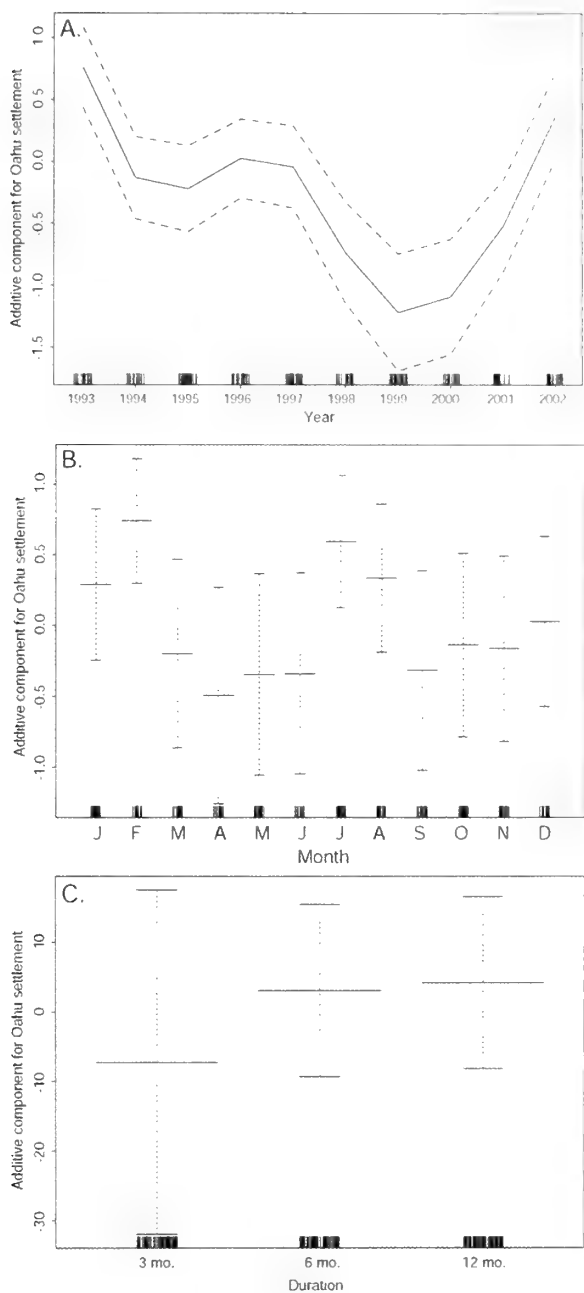 A.
Additive component for Oahu settlement
1.0
0.5
0.0
-0.5
-1.0
-1.5
1993 1994 1995 1996 1997 1998 1999 2000 2001 2002
Year
B.
Additive component for Oahu settlement
1.0
0.5
0.0
-0.5
-1.0
J F M A M J J A S O N D
Month
C.
Additive component for Oahu settlement
10
0
-10
-20
-30
3 mo. 6 mo. 12 mo.
Duration